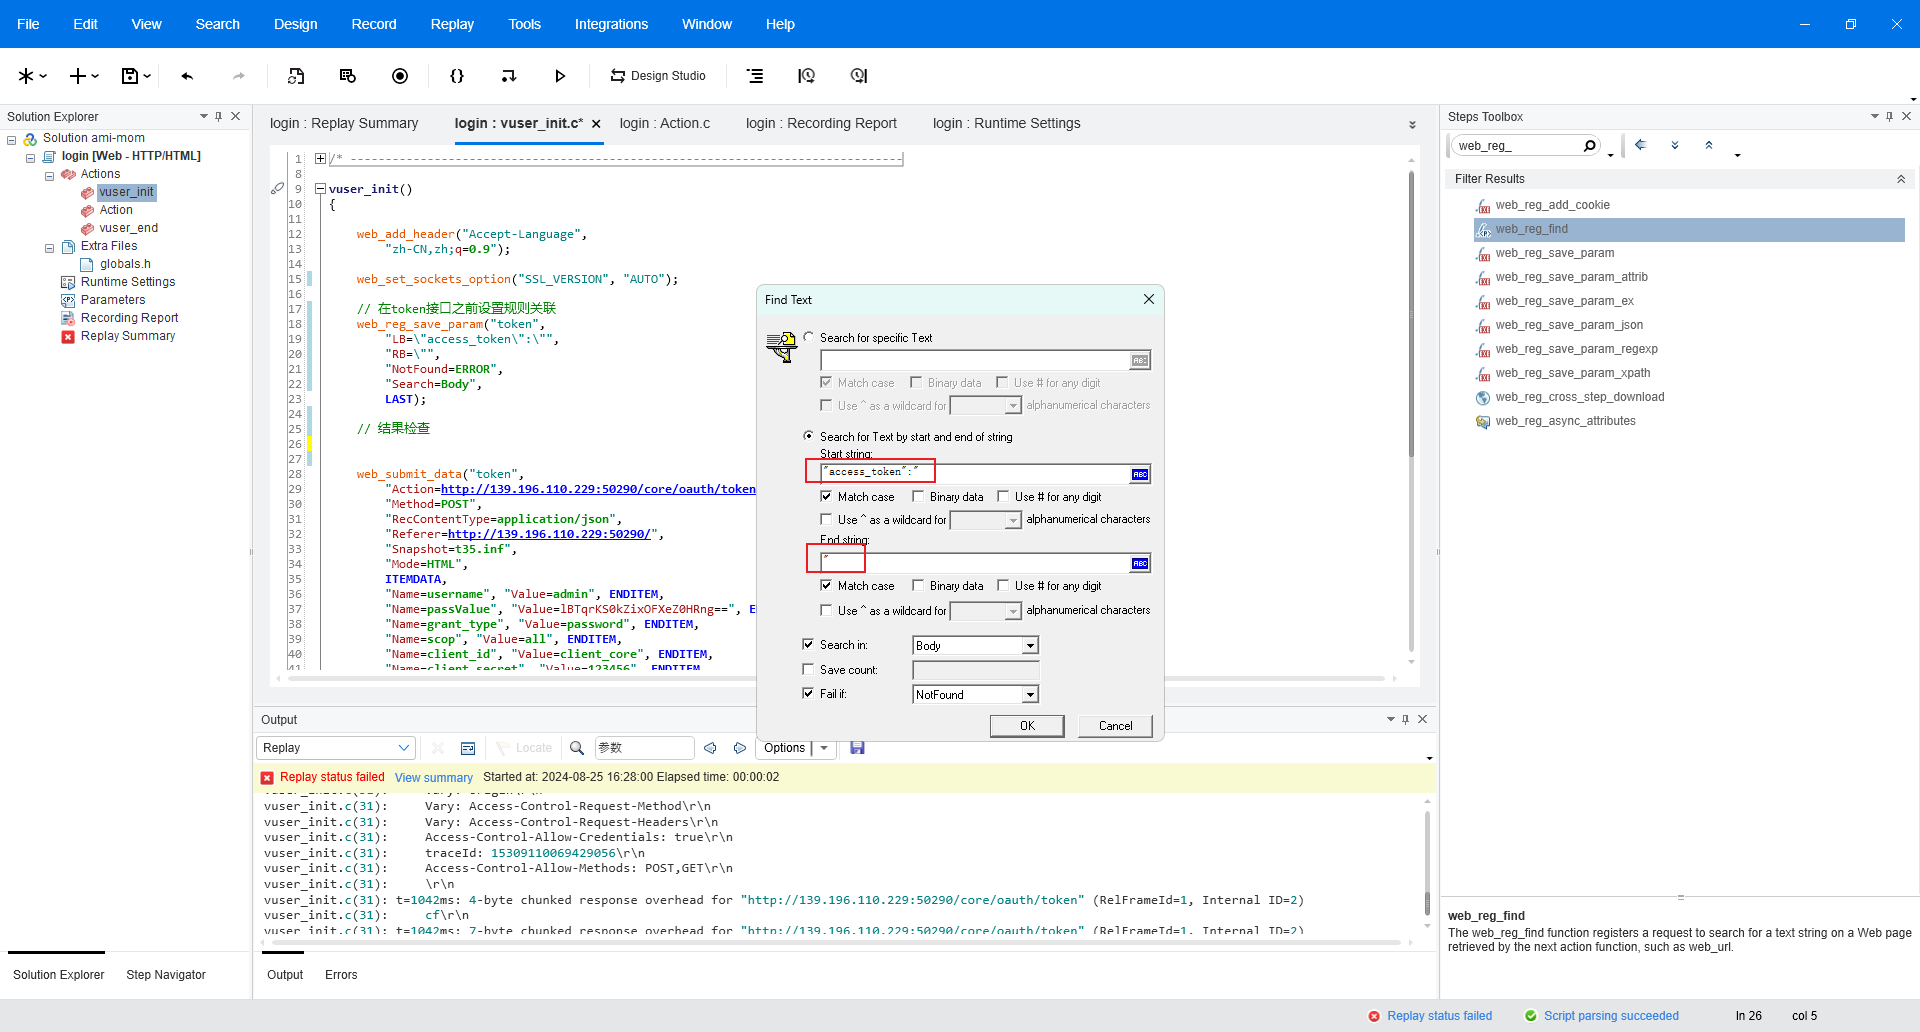 File Edit View Search Design Record Replay Tools Integrations Window Help
Design Studio
Solution Explorer
Solution ami-mom
login [Web - HTTP/HTML]
Actions
vuser_init
Action
vuser_end
Extra Files
globals.h
Runtime Settings
Parameters
Recording Report
Replay Summary
Solution Explorer Step Navigator
login : Replay Summary login : vuser_init.c* login : Action.c login : Recording Report login : Runtime Settings
1 /* --------------------------------------------------------------------------------
8
9 vuser_init()
10 {
11
12 web_add_header("Accept-Language",
13 "zh-CN,zh;q=0.9");
14
15 web_set_sockets_option("SSL_VERSION", "AUTO");
16
17 // 在token接口之前设置规则关联
18 web_reg_save_param("token",
19 "LB=\"access_token\":\"",
20 "RB=\"",
21 "NotFound=ERROR",
22 "Search=Body",
23 LAST);
24
25 // 结果检查
26
27
28 web_submit_data("token",
29 "Action=http://139.196.110.229:50290/core/oauth/token
30 "Method=POST",
31 "RecContentType=application/json",
32 "Referer=http://139.196.110.229:50290/",
33 "Snapshot=t35.inf",
34 "Mode=HTML",
35 ITEMDATA,
36 "Name=username", "Value=admin", ENDITEM,
37 "Name=passValue", "Value=lBTqrKS0kZixOFXeZ0HRng==", E
38 "Name=grant_type", "Value=password", ENDITEM,
39 "Name=scop", "Value=all", ENDITEM,
40 "Name=client_id", "Value=client_core", ENDITEM,
41 "Name=client_secret", "Value=123456", ENDITEM
Find Text
Search for specific Text
ABC
Match case Binary data Use # for any digit
Use ^ as a wildcard for alphanumerical characters
Search for Text by start and end of string
Start string:
"access_token":" ABC
Match case Binary data Use # for any digit
Use ^ as a wildcard for alphanumerical characters
End string:
" ABC
Match case Binary data Use # for any digit
Use ^ as a wildcard for alphanumerical characters
Search in: Body
Save count:
Fail if: NotFound
OK Cancel
Output
Replay Locate 参数 Options
Replay status failed View summary Started at: 2024-08-25 16:28:00 Elapsed time: 00:00:02
vuser_init.c(31): Vary: Origin\r\n
vuser_init.c(31): Vary: Access-Control-Request-Method\r\n
vuser_init.c(31): Vary: Access-Control-Request-Headers\r\n
vuser_init.c(31): Access-Control-Allow-Credentials: true\r\n
vuser_init.c(31): traceId: 15309110069429056\r\n
vuser_init.c(31): Access-Control-Allow-Methods: POST,GET\r\n
vuser_init.c(31): \r\n
vuser_init.c(31): t=1042ms: 4-byte chunked response overhead for "http://139.196.110.229:50290/core/oauth/token" (RelFrameId=1, Internal ID=2)
vuser_init.c(31): cf\r\n
vuser_init.c(31): t=1042ms: 7-byte chunked response overhead for "http://139.196.110.229:50290/core/oauth/token" (RelFrameId=1, Internal ID=2)
Output Errors
Steps Toolbox
web_reg_
Filter Results
web_reg_add_cookie
web_reg_find
web_reg_save_param
web_reg_save_param_attrib
web_reg_save_param_ex
web_reg_save_param_json
web_reg_save_param_regexp
web_reg_save_param_xpath
web_reg_cross_step_download
web_reg_async_attributes
web_reg_find
The web_reg_find function registers a request to search for a text string on a Web page
retrieved by the next action function, such as web_url.
Replay status failed Script parsing succeeded ln 26 col 5